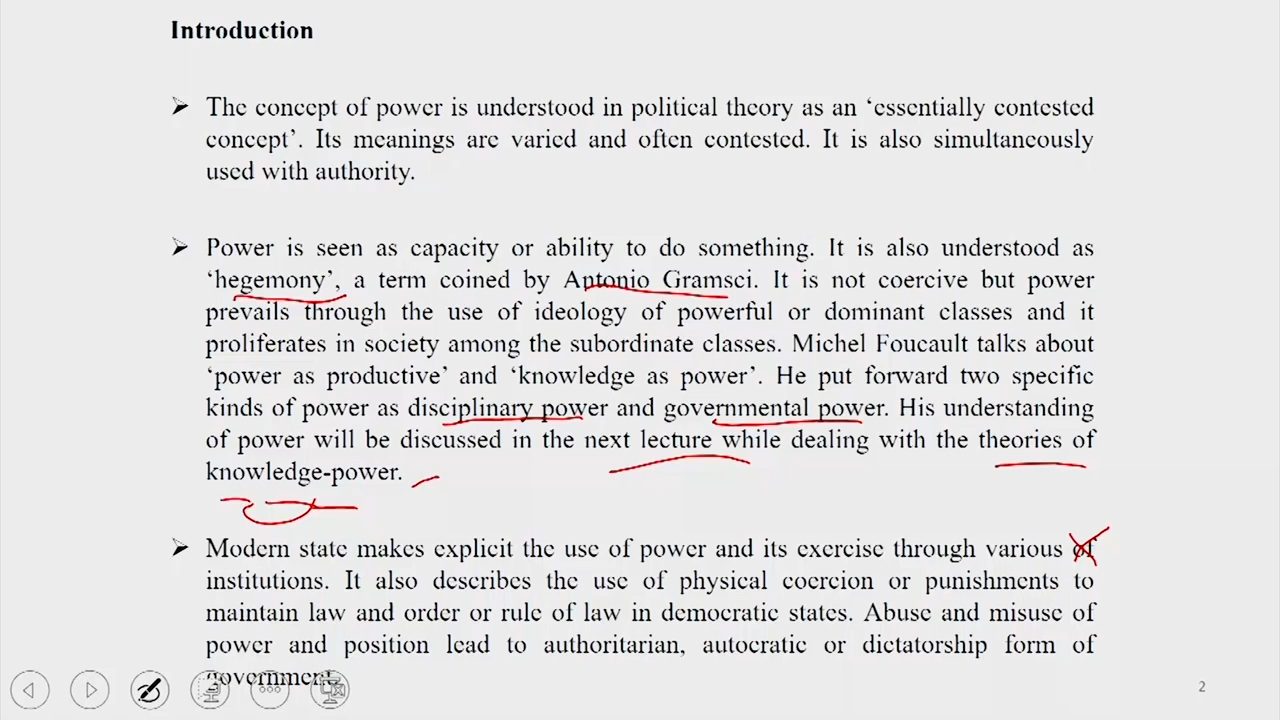 Introduction
➤ The concept of power is understood in political theory as an ‘essentially contested
concept’. Its meanings are varied and often contested. It is also simultaneously
used with authority.
➤ Power is seen as capacity or ability to do something. It is also understood as
‘hegemony’, a term coined by Antonio Gramsci. It is not coercive but power
prevails through the use of ideology of powerful or dominant classes and it
proliferates in society among the subordinate classes. Michel Foucault talks about
‘power as productive’ and ‘knowledge as power’. He put forward two specific
kinds of power as disciplinary power and governmental power. His understanding
of power will be discussed in the next lecture while dealing with the theories of
knowledge-power.
➤ Modern state makes explicit the use of power and its exercise through various of
institutions. It also describes the use of physical coercion or punishments to
maintain law and order or rule of law in democratic states. Abuse and misuse of
power and position lead to authoritarian, autocratic or dictatorship form of
government.
2